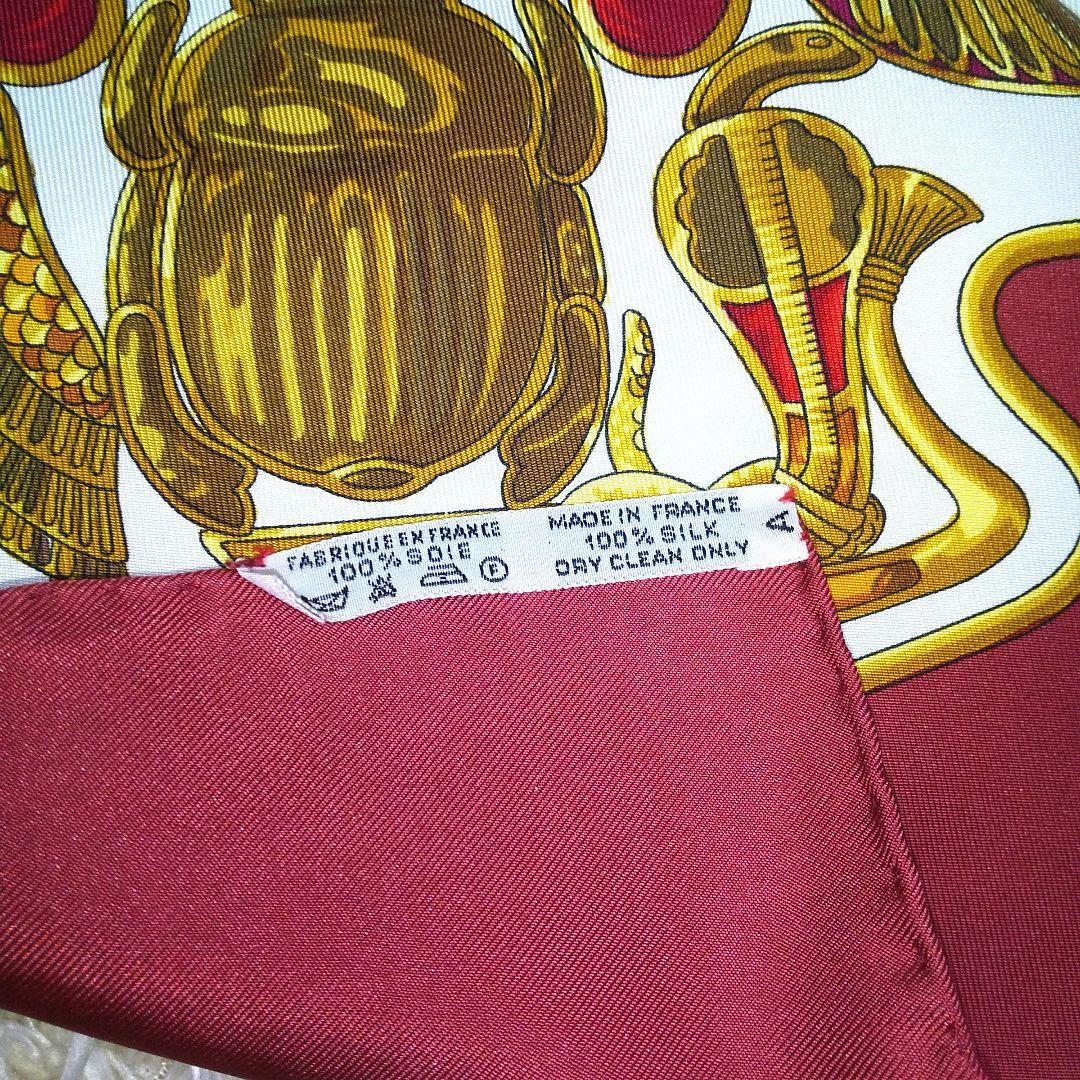 FABRIQUE EN FRANCE
100% SOIE
Ⓕ
MADE IN FRANCE
100% SILK
DRY CLEAN ONLY
A